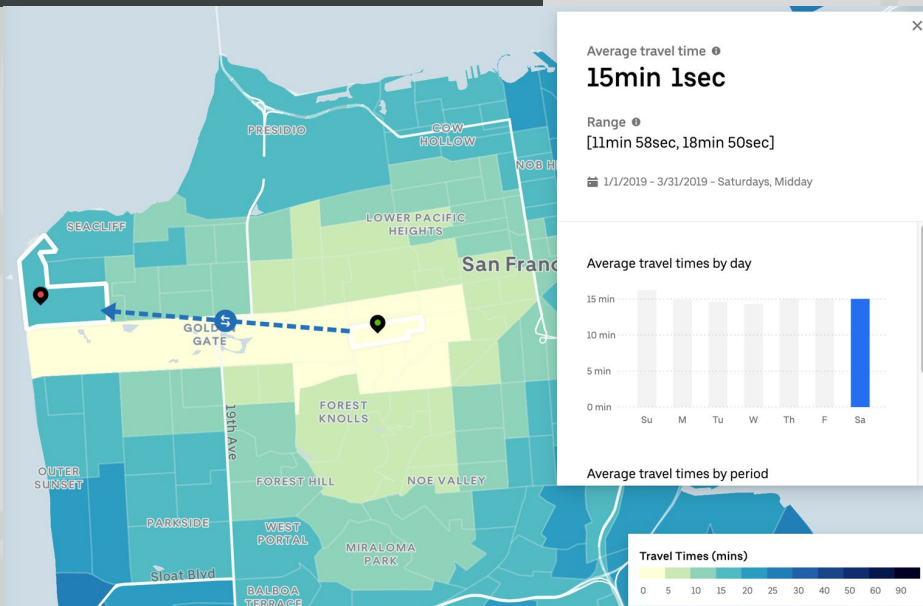 PRESIDIO
COW
HOLLOW
NOB H
SEACLIFF
LOWER PACIFIC
HEIGHTS
San Franc
GOLD
GATE
19th Ave
FOREST
KNOLLS
OUTER
SUNSET
FOREST HILL
NOE VALLEY
PARKSIDE
WEST
PORTAL
MIRALOMA
PARK
Sloat Blvd
BALBOA
TERRACE
Average travel time
15min 1sec
Range
[11min 58sec, 18min 50sec]
1/1/2019 - 3/31/2019 - Saturdays, Midday
Average travel times by day
15 min
10 min
5 min
0 min
Su M Tu W Th F Sa
Average travel times by period
Travel Times (mins)
0 5 10 15 20 25 30 40 50 60 90